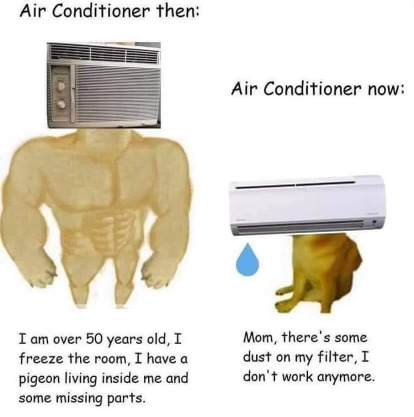 Air Conditioner then:
Air Conditioner now:
I am over 50 years old, I
freeze the room, I have a
pigeon living inside me and
some missing parts.
Mom, there's some
dust on my filter, I
don't work anymore.